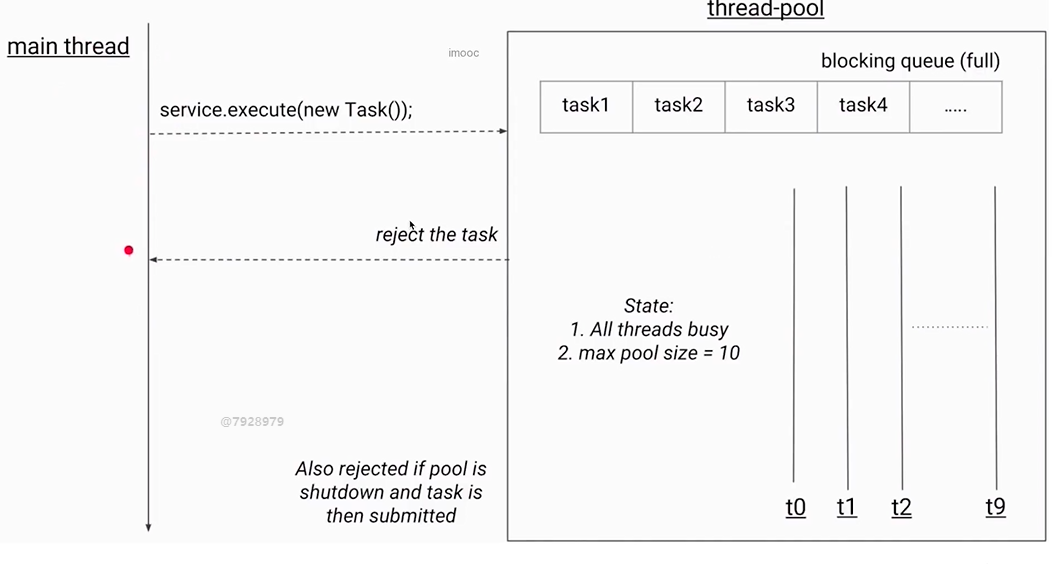 thread-pool
main thread
imooc
blocking queue (full)
task1 task2 task3 task4 .....
service.execute(new Task());
reject the task
State:
1. All threads busy
2. max pool size = 10
@7928979
Also rejected if pool is
shutdown and task is
then submitted
t0 t1 t2 t9